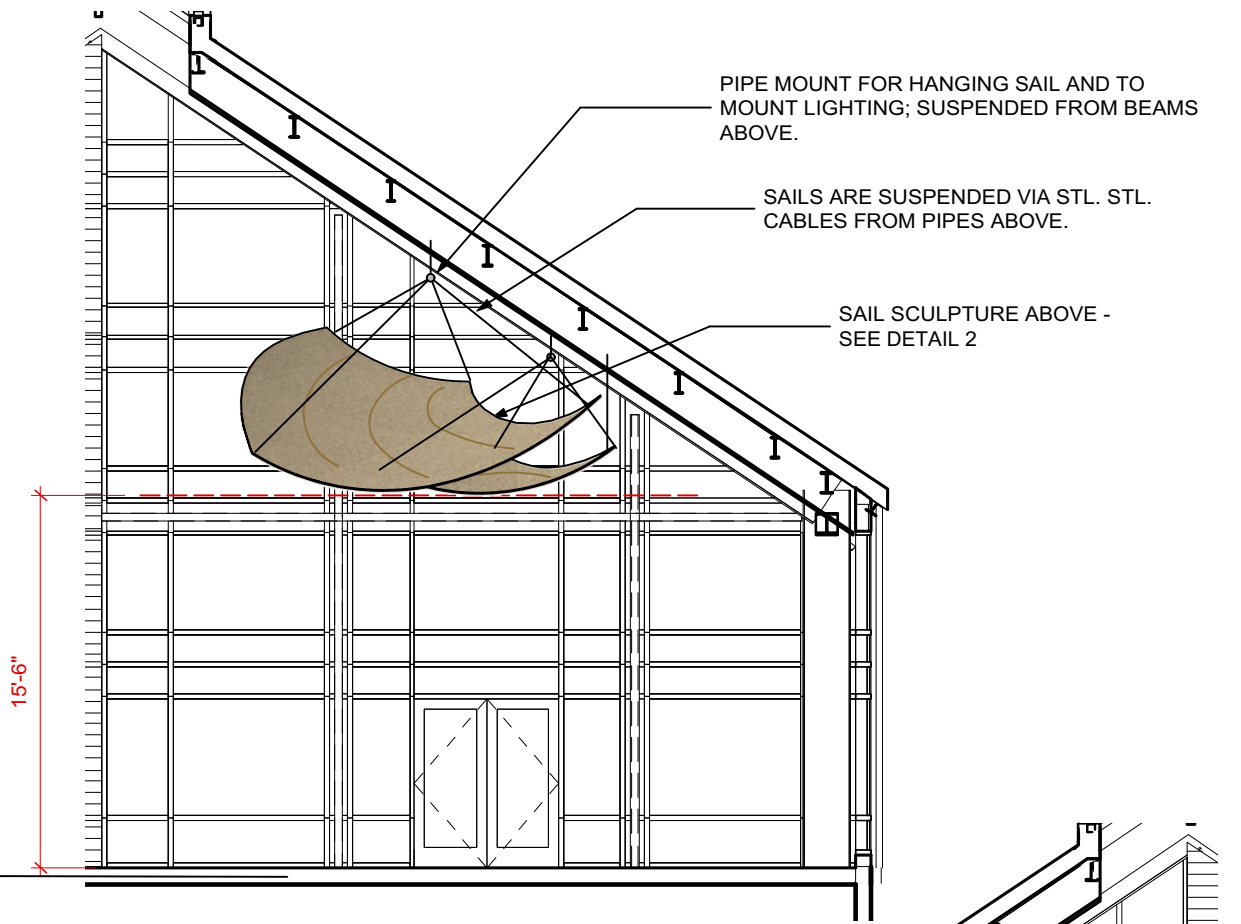 PIPE MOUNT FOR HANGING SAIL AND TO
MOUNT LIGHTING; SUSPENDED FROM BEAMS
ABOVE.
SAILS ARE SUSPENDED VIA STL. STL.
CABLES FROM PIPES ABOVE.
SAIL SCULPTURE ABOVE -
SEE DETAIL 2
15'-6"